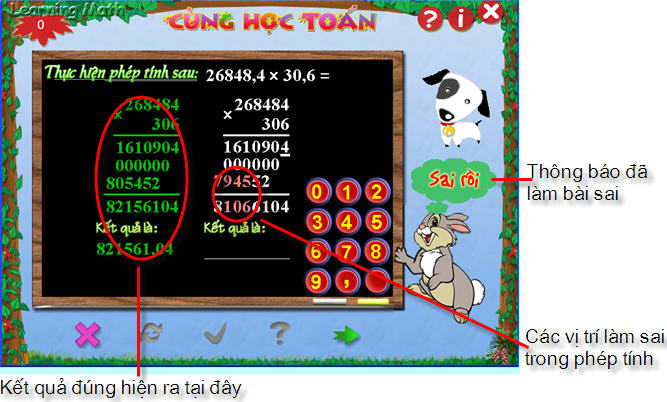 Learning Math
0
CÙNG HỌC TOÁN
? i ×
Thực hiện phép tính sau: 26848,4 × 30,6 =
268484 268484
× ×
306 306
1610904 1610904
000000 000000
805452 794552
82156104 81066104
Kết quả là: Kết quả là:
821561,04
0 1 2
3 4 5
6 7 8
9 ,
Sai rồi
?
Thông báo đã
làm bài sai
Các vị trí làm sai
trong phép tính
Kết quả đúng hiện ra tại đây